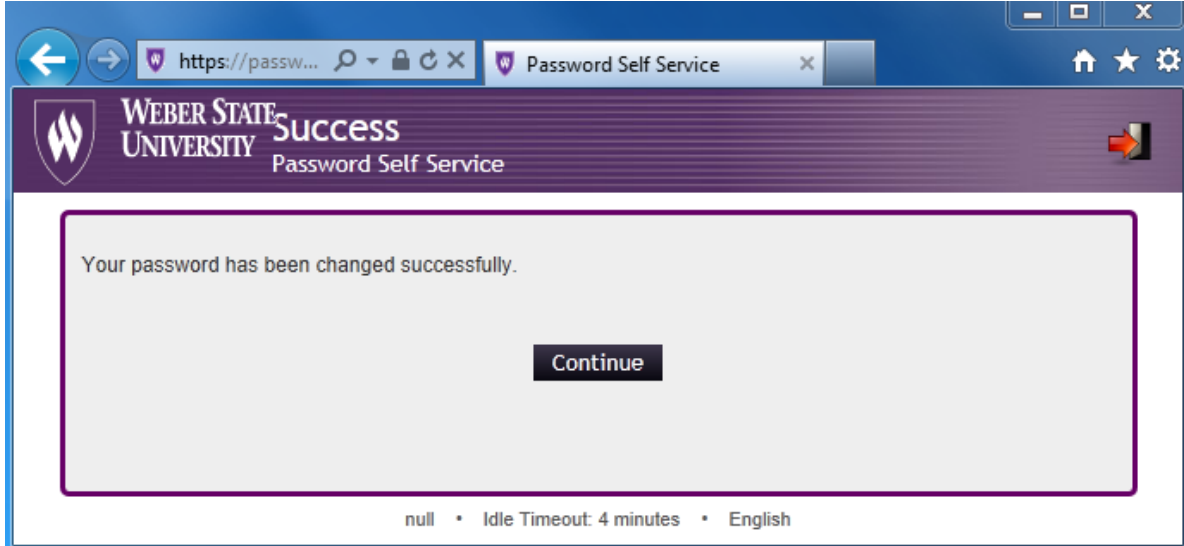 https://passw...
Password Self Service
WEBER STATE
UNIVERSITY
Success
Password Self Service
Your password has been changed successfully.
Continue
null • Idle Timeout: 4 minutes • English